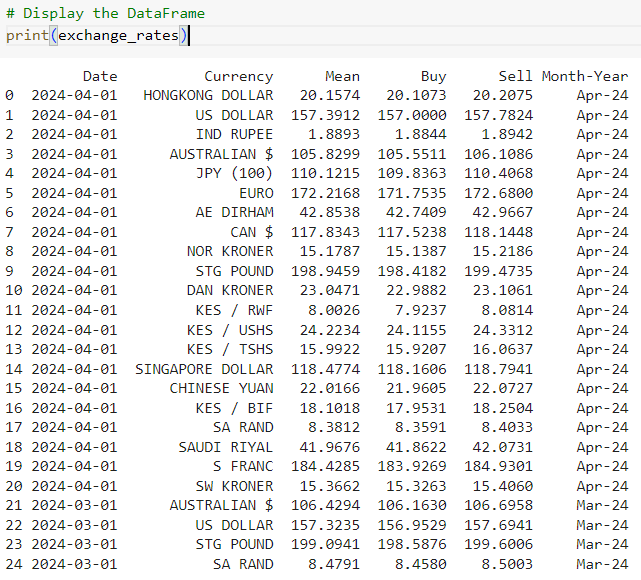 # Display the DataFrame
print(exchange_rates)
Date Currency Mean Buy Sell Month-Year
0 2024-04-01 HONGKONG DOLLAR 20.1574 20.1073 20.2075 Apr-24
1 2024-04-01 US DOLLAR 157.3912 157.0000 157.7824 Apr-24
2 2024-04-01 IND RUPEE 1.8893 1.8844 1.8942 Apr-24
3 2024-04-01 AUSTRALIAN $ 105.8299 105.5511 106.1086 Apr-24
4 2024-04-01 JPY (100) 110.1215 109.8363 110.4068 Apr-24
5 2024-04-01 EURO 172.2168 171.7535 172.6800 Apr-24
6 2024-04-01 AE DIRHAM 42.8538 42.7409 42.9667 Apr-24
7 2024-04-01 CAN $ 117.8343 117.5238 118.1448 Apr-24
8 2024-04-01 NOR KRONER 15.1787 15.1387 15.2186 Apr-24
9 2024-04-01 STG POUND 198.9459 198.4182 199.4735 Apr-24
10 2024-04-01 DAN KRONER 23.0471 22.9882 23.1061 Apr-24
11 2024-04-01 KES / RWF 8.0026 7.9237 8.0814 Apr-24
12 2024-04-01 KES / USHS 24.2234 24.1155 24.3312 Apr-24
13 2024-04-01 KES / TSHS 15.9922 15.9207 16.0637 Apr-24
14 2024-04-01 SINGAPORE DOLLAR 118.4774 118.1606 118.7941 Apr-24
15 2024-04-01 CHINESE YUAN 22.0166 21.9605 22.0727 Apr-24
16 2024-04-01 KES / BIF 18.1018 17.9531 18.2504 Apr-24
17 2024-04-01 SA RAND 8.3812 8.3591 8.4033 Apr-24
18 2024-04-01 SAUDI RIYAL 41.9676 41.8622 42.0731 Apr-24
19 2024-04-01 S FRANC 184.4285 183.9269 184.9301 Apr-24
20 2024-04-01 SW KRONER 15.3662 15.3263 15.4060 Apr-24
21 2024-03-01 AUSTRALIAN $ 106.4294 106.1630 106.6958 Mar-24
22 2024-03-01 US DOLLAR 157.3235 156.9529 157.6941 Mar-24
23 2024-03-01 STG POUND 199.0941 198.5876 199.6006 Mar-24
24 2024-03-01 SA RAND 8.4791 8.4580 8.5003 Mar-24